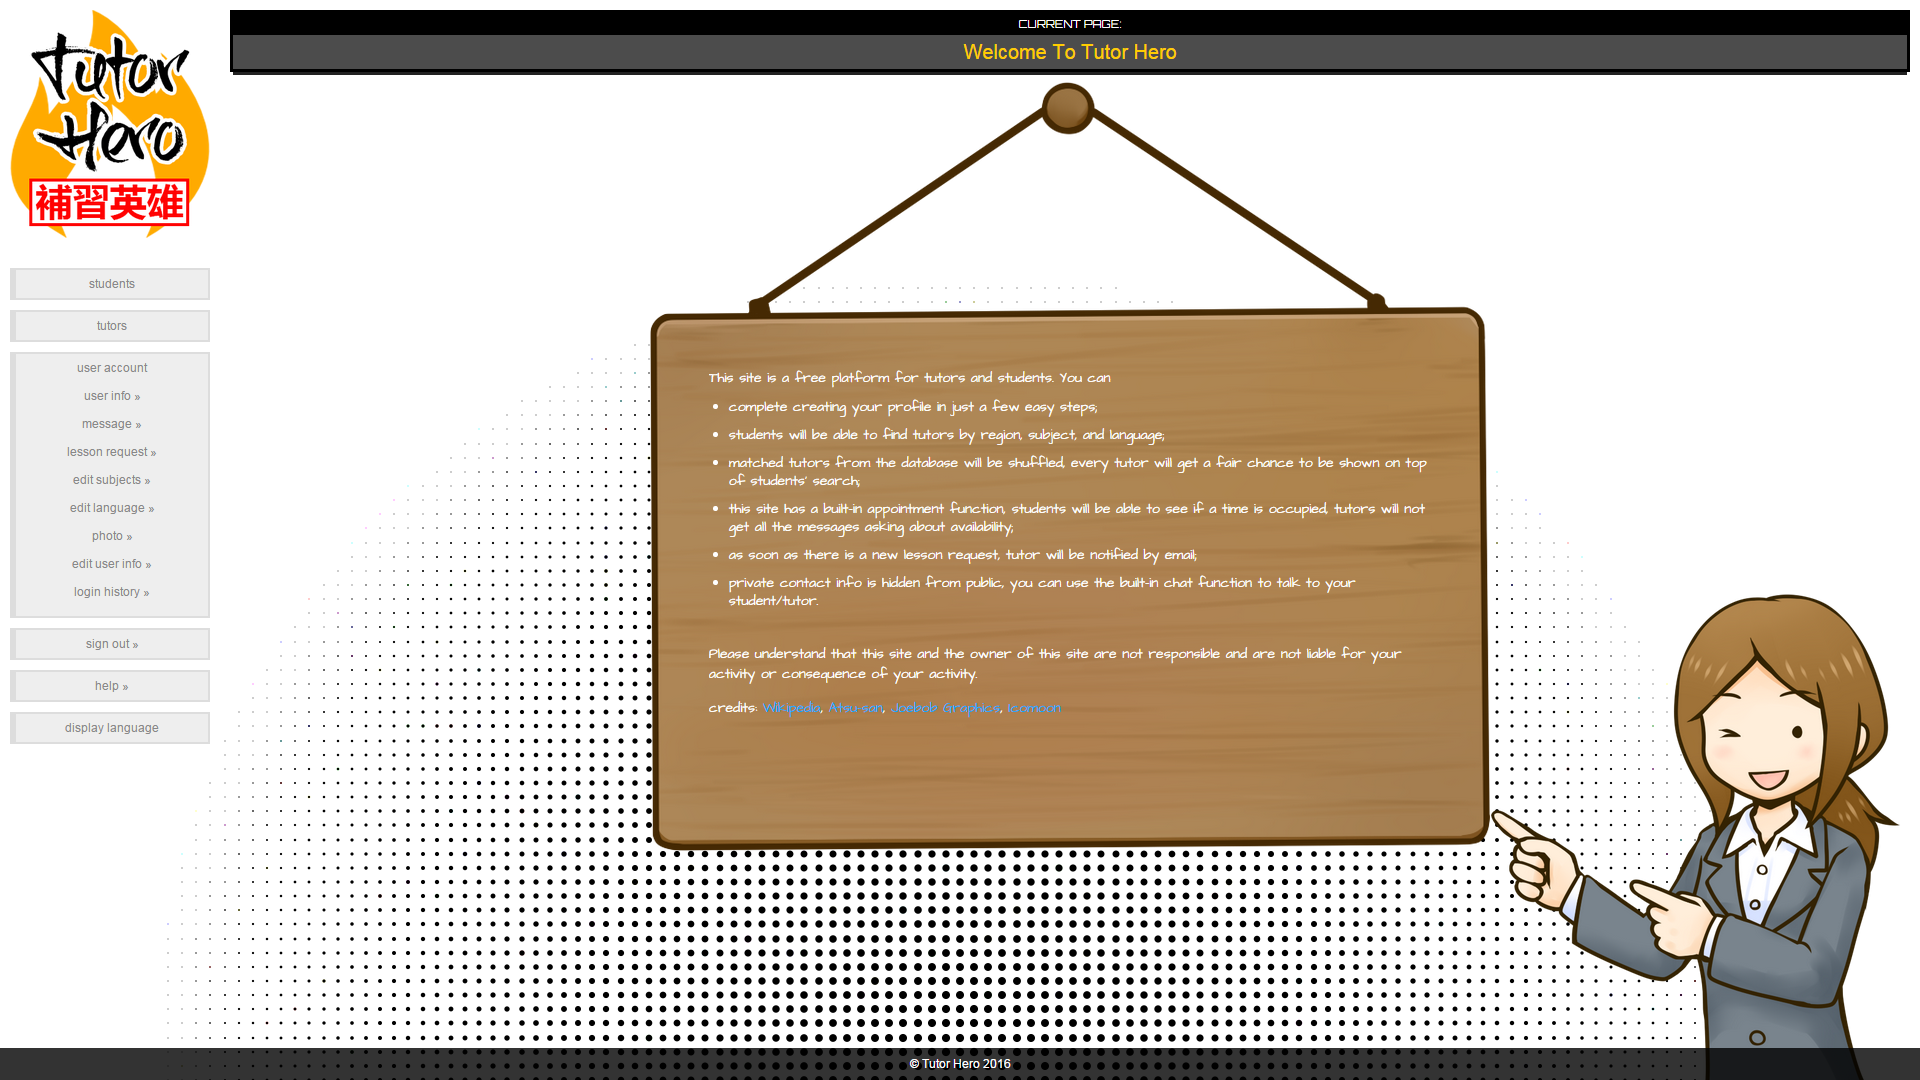 Tutor
Hero
補習英雄
students
tutors
user account
user info »
message »
lesson request »
edit subjects »
edit language »
photo »
edit user info »
login history »
sign out »
help »
display language
CURRENT PAGE:
Welcome To Tutor Hero
This site is a free platform for tutors and students. You can
• complete creating your profile in just a few easy steps;
• students will be able to find tutors by region, subject, and language;
• matched tutors from the database will be shuffled, every tutor will get a fair chance to be shown on top
of students' search;
• this site has a built-in appointment function, students will be able to see if a time is occupied, tutors will not
get all the messages asking about availability;
• as soon as there is a new lesson request, tutor will be notified by email;
• private contact info is hidden from public, you can use the built-in chat function to talk to your
student/tutor.
Please understand that this site and the owner of this site are not responsible and are not liable for your
activity or consequence of your activity.
credits: Wikipedia, Atsu-san, Joebob Graphics, Icomoon
© Tutor Hero 2016